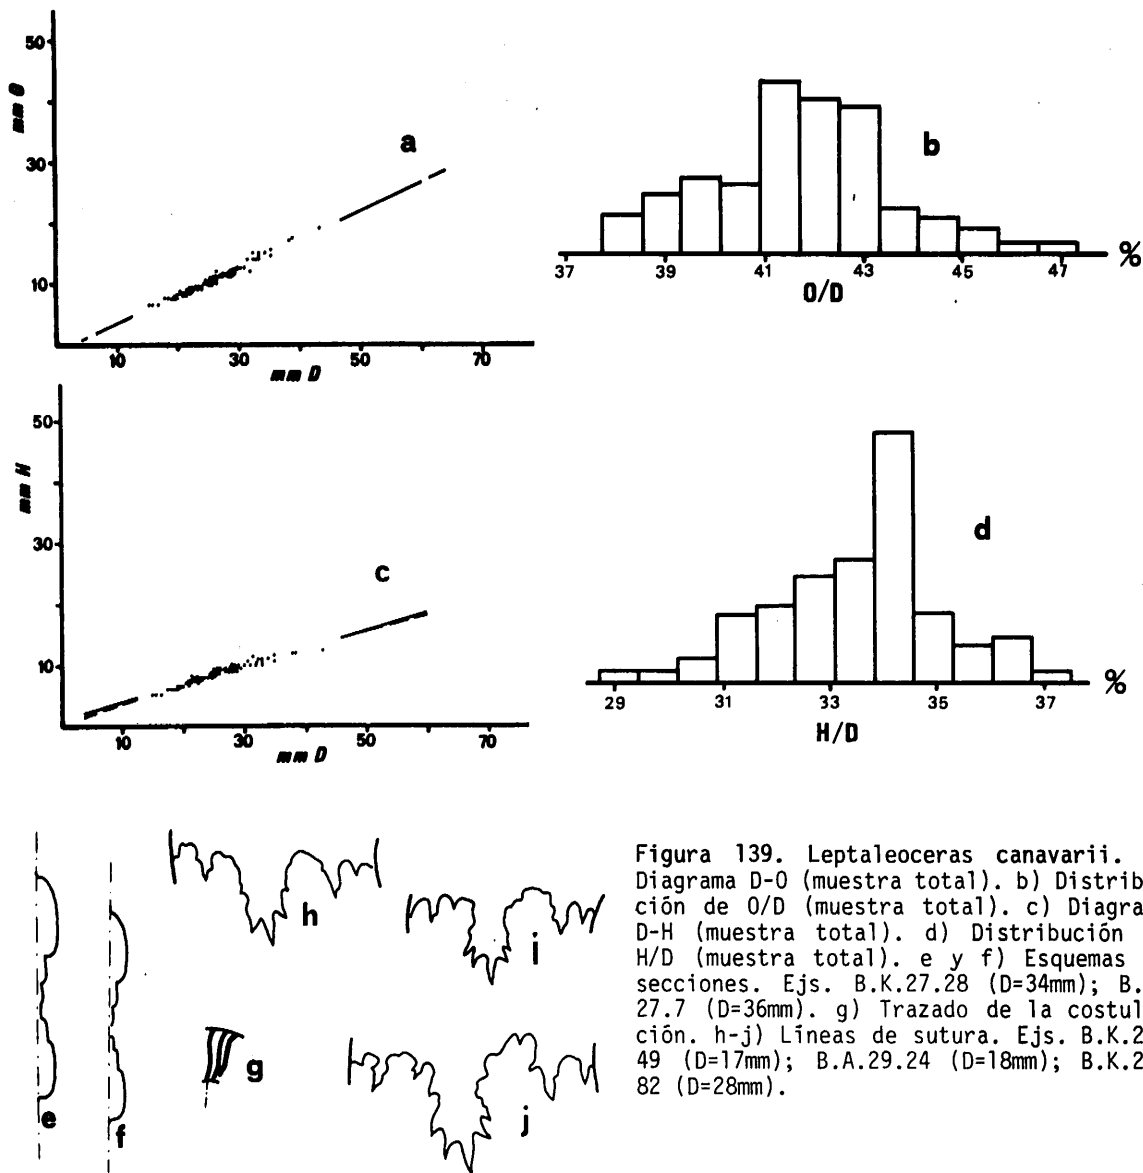 50
30
10
mm O
a
10
30
50
70
mm D
b
37
39
41
43
45
47
%
O/D
50
30
10
mm H
c
10
30
50
70
mm D
d
29
31
33
35
37
%
H/D
e
f
g
h
i
j
Figura 139. Leptaleoceras canavarii.
Diagrama D-O (muestra total). b) Distrib
ción de O/D (muestra total). c) Diagra
D-H (muestra total). d) Distribución
H/D (muestra total). e y f) Esquemas
secciones. Ejs. B.K.27.28 (D=34mm); B.
27.7 (D=36mm). g) Trazado de la costul
ción. h-j) Líneas de sutura. Ejs. B.K.2
49 (D=17mm); B.A.29.24 (D=18mm); B.K.2
82 (D=28mm).